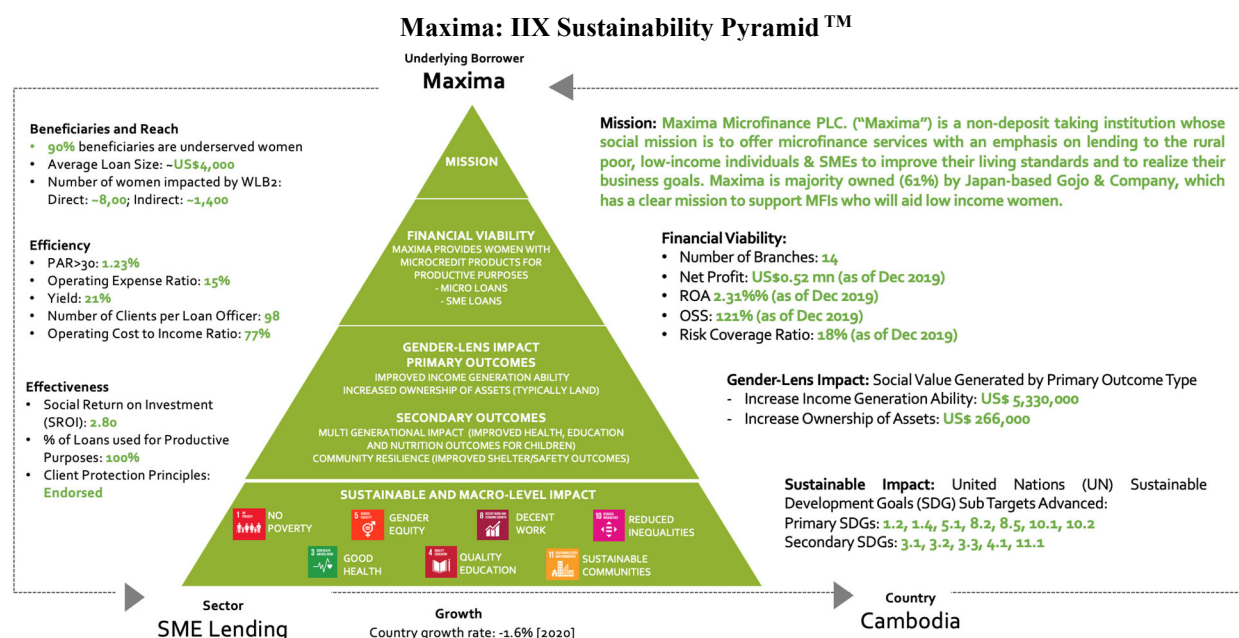 Maxima: IIX Sustainability Pyramid TM
Underlying Borrower
Maxima
Beneficiaries and Reach
• 90% beneficiaries are underserved women
• Average Loan Size: ~US$4,000
• Number of women impacted by WLB2:
Direct: ~8,00; Indirect: ~1,400
Efficiency
• PAR>30: 1.23%
• Operating Expense Ratio: 15%
• Yield: 21%
• Number of Clients per Loan Officer: 98
• Operating Cost to Income Ratio: 77%
Effectiveness
• Social Return on Investment
(SROI): 2.80
• % of Loans used for Productive
Purposes: 100%
• Client Protection Principles:
Endorsed
MISSION
FINANCIAL VIABILITY
MAXIMA PROVIDES WOMEN WITH
MICROCREDIT PRODUCTS FOR
PRODUCTIVE PURPOSES
- MICRO LOANS
- SME LOANS
GENDER-LENS IMPACT
PRIMARY OUTCOMES
IMPROVED INCOME GENERATION ABILITY
INCREASED OWNERSHIP OF ASSETS (TYPICALLY LAND)
SECONDARY OUTCOMES
MULTI GENERATIONAL IMPACT (IMPROVED HEALTH, EDUCATION
AND NUTRITION OUTCOMES FOR CHILDREN)
COMMUNITY RESILIENCE (IMPROVED SHELTER/SAFETY OUTCOMES)
SUSTAINABLE AND MACRO-LEVEL IMPACT
1
NO
POVERTY
5
GENDER
EQUITY
8
DECENT
WORK
10
REDUCED
INEQUALITIES
3
GOOD
HEALTH
4
QUALITY
EDUCATION
11
SUSTAINABLE
COMMUNITIES
Mission: Maxima Microfinance PLC. ("Maxima") is a non-deposit taking institution whose
social mission is to offer microfinance services with an emphasis on lending to the rural
poor, low-income individuals & SMEs to improve their living standards and to realize their
business goals. Maxima is majority owned (61%) by Japan-based Gojo & Company, which
has a clear mission to support MFIs who will aid low income women.
Financial Viability:
• Number of Branches: 14
• Net Profit: US$0.52 mn (as of Dec 2019)
• ROA 2.31%% (as of Dec 2019)
• OSS: 121% (as of Dec 2019)
• Risk Coverage Ratio: 18% (as of Dec 2019)
Gender-Lens Impact: Social Value Generated by Primary Outcome Type
- Increase Income Generation Ability: US$ 5,330,000
- Increase Ownership of Assets: US$ 266,000
Sustainable Impact: United Nations (UN) Sustainable
Development Goals (SDG) Sub Targets Advanced:
Primary SDGs: 1.2, 1.4, 5.1, 8.2, 8.5, 10.1, 10.2
Secondary SDGs: 3.1, 3.2, 3.3, 4.1, 11.1
Sector
SME Lending
Growth
Country growth rate: -1.6% [2020]
Country
Cambodia